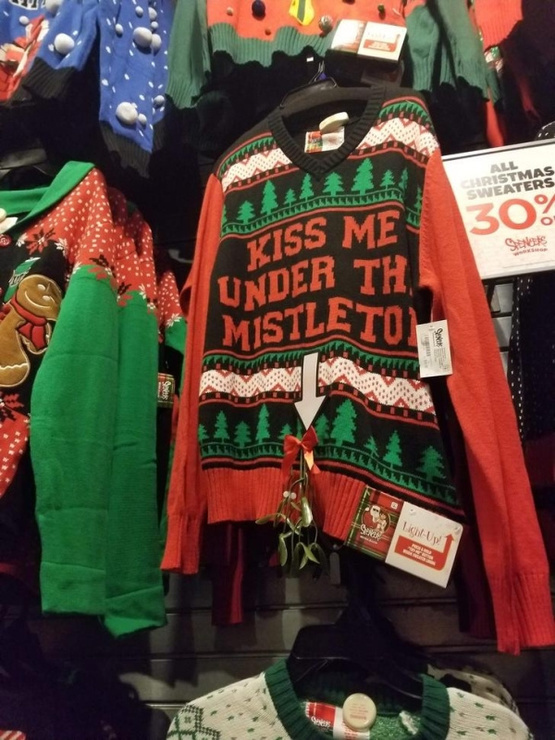 ALL
CHRISTMAS
SWEATERS
30%
Spencer's
KISS ME
UNDER TH
MISTLETO
Light-Up!